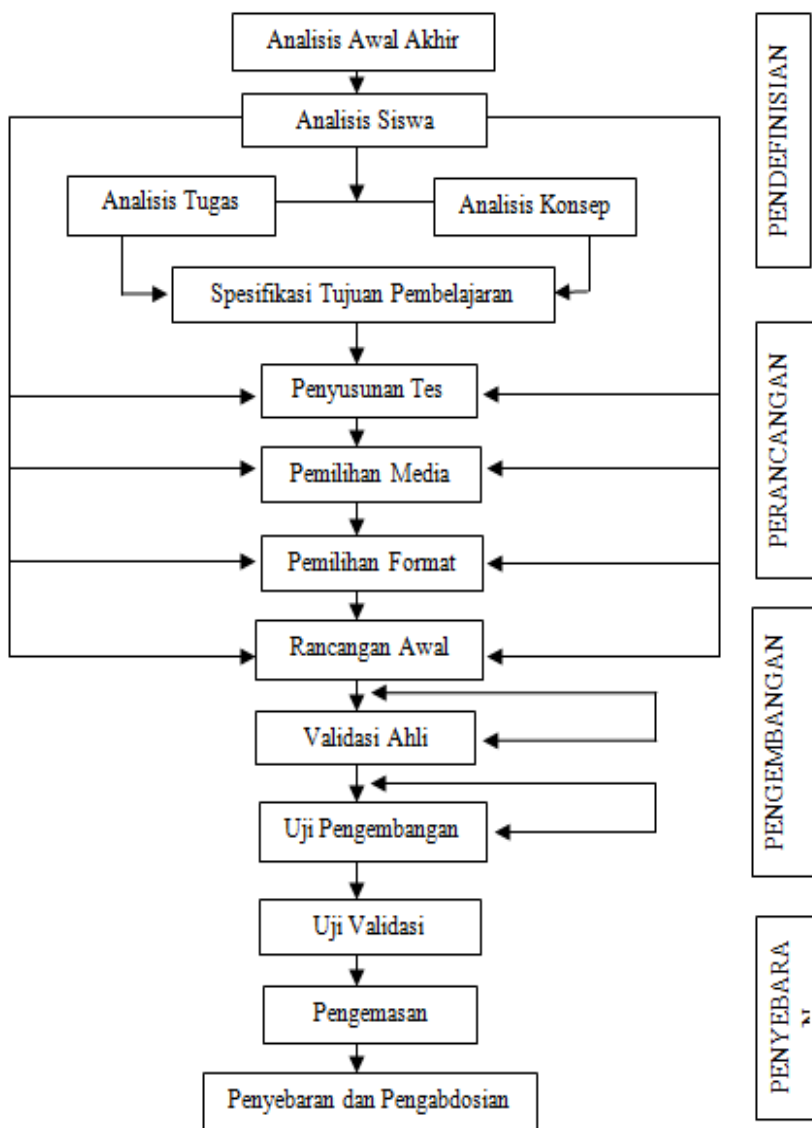 Analisis Awal Akhir
Analisis Siswa
Analisis Tugas
Analisis Konsep
Spesifikasi Tujuan Pembelajaran
Penyusunan Tes
Pemilihan Media
Pemilihan Format
Rancangan Awal
Validasi Ahli
Uji Pengembangan
Uji Validasi
Pengemasan
Penyebaran dan Pengabdosian
PENDEFINISIAN
PERANCANGAN
PENGEMBANGAN
PENYEBARA
N